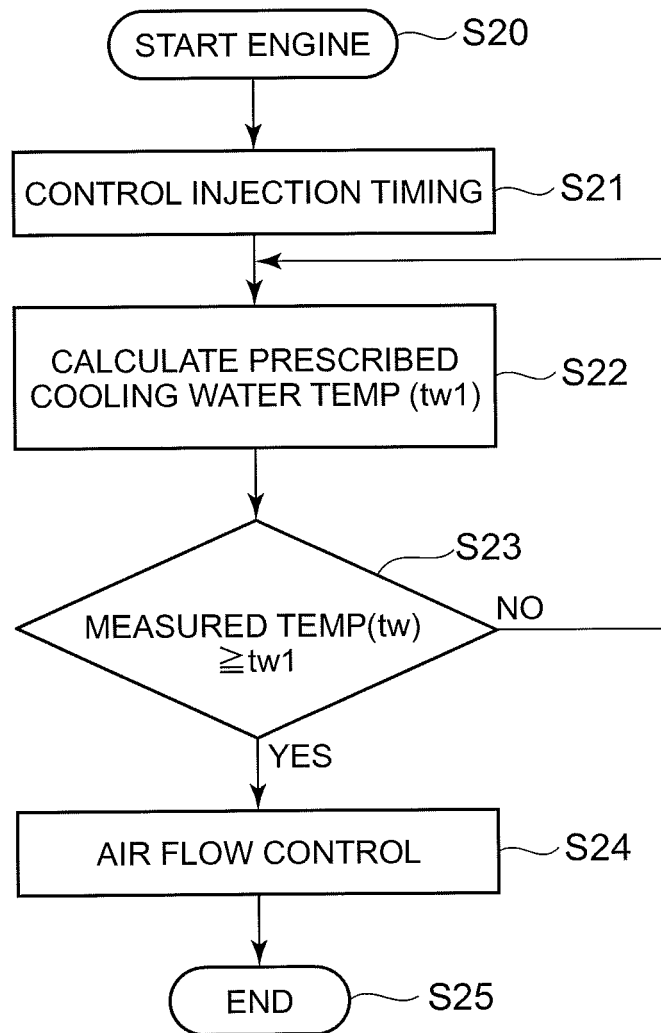 START ENGINE
S20
CONTROL INJECTION TIMING
S21
CALCULATE PRESCRIBED
COOLING WATER TEMP (tw1)
S22
S23
MEASURED TEMP(tw)
≧tw1
NO
YES
AIR FLOW CONTROL
S24
END
S25